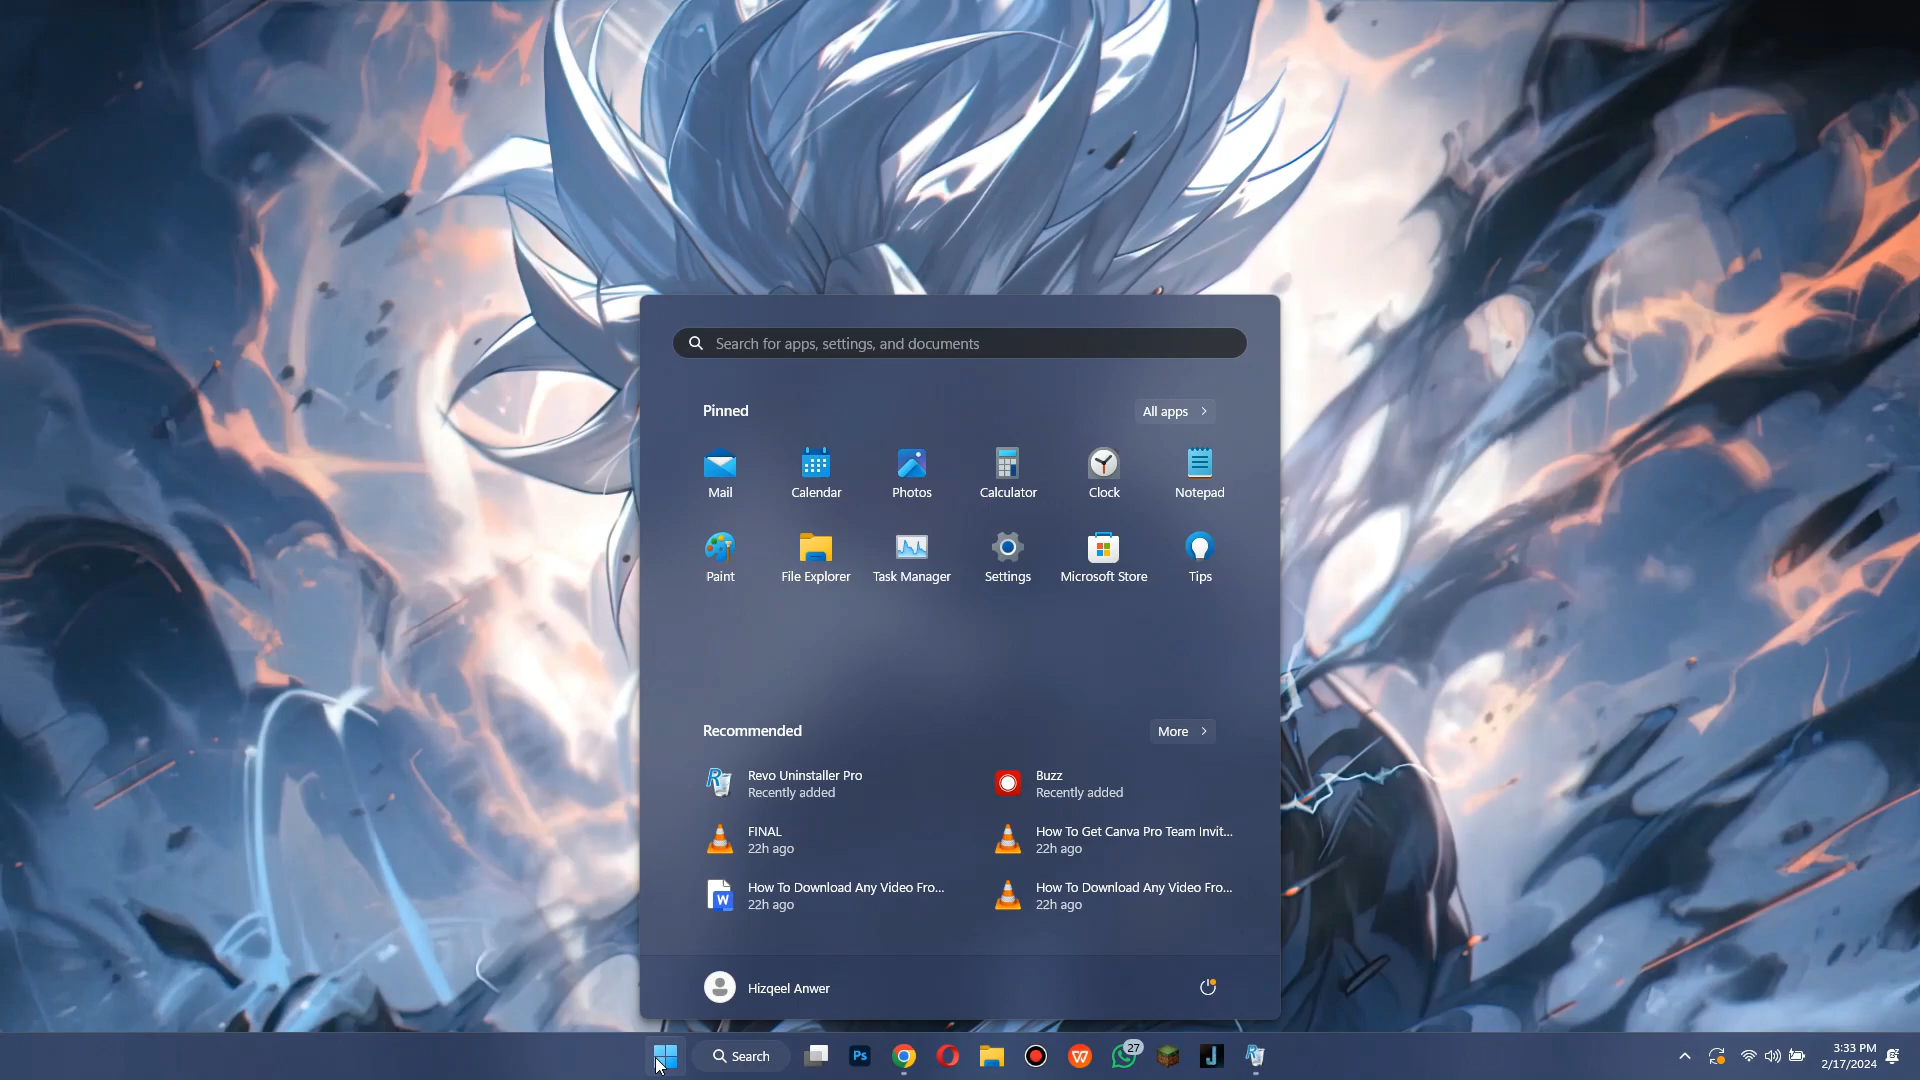 Search for apps, settings, and documents
Pinned
All apps
Mail
Calendar
Photos
Calculator
Clock
Notepad
Paint
File Explorer
Task Manager
Settings
Microsoft Store
Tips
Recommended
More
Revo Uninstaller Pro
Recently added
Buzz
Recently added
FINAL
22h ago
How To Get Canva Pro Team Invit...
22h ago
How To Download Any Video Fro...
22h ago
How To Download Any Video Fro...
22h ago
Hizqeel Anwer
Search
Ps
27
3:33 PM
2/17/2024